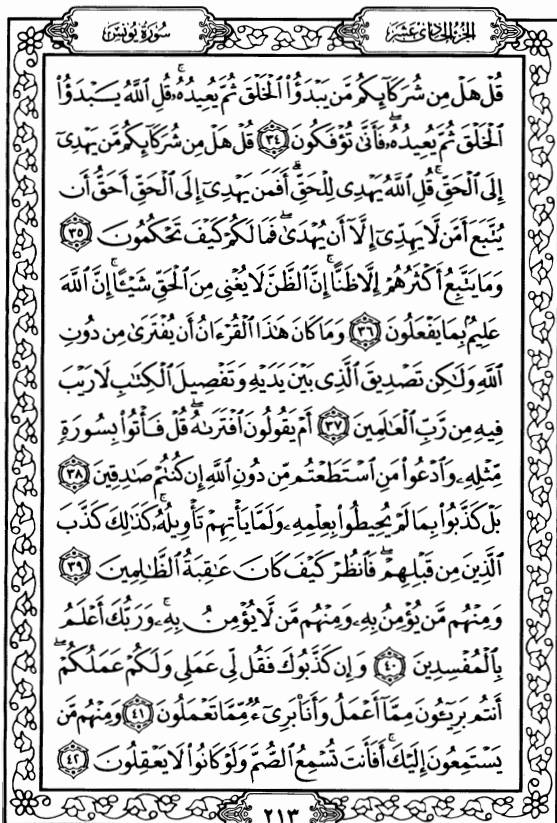 سُورَةُ يُونُسَ
الجُزْءُ الحَادِي عَشَرَ
قُلْ هَلْ مِن شُرَكَآئِكُم مَّن يَبْدَؤُا۟ ٱلْخَلْقَ ثُمَّ يُعِيدُهُۥۚ قُلِ ٱللَّهُ يَبْدَؤُا۟
ٱلْخَلْقَ ثُمَّ يُعِيدُهُۥۖ فَأَنَّىٰ تُؤْفَكُونَ ٣٤ قُلْ هَلْ مِن شُرَكَآئِكُم مَّن يَهْدِىٓ
إِلَى ٱلْحَقِّۚ قُلِ ٱللَّهُ يَهْدِى لِلْحَقِّۗ أَفَمَن يَهْدِىٓ إِلَى ٱلْحَقِّ أَحَقُّ أَن
يُتَّبَعَ أَمَّن لَّا يَهِدِّىٓ إِلَّآ أَن يُهْدَىٰۖ فَمَا لَكُمْ كَيْفَ تَحْكُمُونَ ٣٥
وَمَا يَتَّبِعُ أَكْثَرُهُمْ إِلَّا ظَنًّاۚ إِنَّ ٱلظَّنَّ لَا يُغْنِى مِنَ ٱلْحَقِّ شَيْـًٔاۚ إِنَّ ٱللَّهَ
عَلِيمٌۢ بِمَا يَفْعَلُونَ ٣٦ وَمَا كَانَ هَـٰذَا ٱلْقُرْءَانُ أَن يُفْتَرَىٰ مِن دُونِ
ٱللَّهِ وَلَـٰكِن تَصْدِيقَ ٱلَّذِى بَيْنَ يَدَيْهِ وَتَفْصِيلَ ٱلْكِتَـٰبِ لَا رَيْبَ
فِيهِ مِن رَّبِّ ٱلْعَـٰلَمِينَ ٣٧ أَمْ يَقُولُونَ ٱفْتَرَىٰهُۖ قُلْ فَأْتُوا۟ بِسُورَةٍ
مِّثْلِهِۦ وَٱدْعُوا۟ مَنِ ٱسْتَطَعْتُم مِّن دُونِ ٱللَّهِ إِن كُنتُمْ صَـٰدِقِينَ ٣٨
بَلْ كَذَّبُوا۟ بِمَا لَمْ يُحِيطُوا۟ بِعِلْمِهِۦ وَلَمَّا يَأْتِهِمْ تَأْوِيلُهُۥۚ كَذَٰلِكَ كَذَّبَ
ٱلَّذِينَ مِن قَبْلِهِمْۖ فَٱنظُرْ كَيْفَ كَانَ عَـٰقِبَةُ ٱلظَّـٰلِمِينَ ٣٩
وَمِنْهُم مَّن يُؤْمِنُ بِهِۦ وَمِنْهُم مَّن لَّا يُؤْمِنُ بِهِۦۚ وَرَبُّكَ أَعْلَمُ
بِٱلْمُفْسِدِينَ ٤٠ وَإِن كَذَّبُوكَ فَقُل لِّى عَمَلِى وَلَكُمْ عَمَلُكُمْۖ
أَنتُم بَرِيٓـُٔونَ مِمَّآ أَعْمَلُ وَأَنَا۠ بَرِىٓءٌ مِّمَّا تَعْمَلُونَ ٤١ وَمِنْهُم مَّن
يَسْتَمِعُونَ إِلَيْكَۚ أَفَأَنتَ تُسْمِعُ ٱلصُّمَّ وَلَوْ كَانُوا۟ لَا يَعْقِلُونَ ٤٢
٢١٣